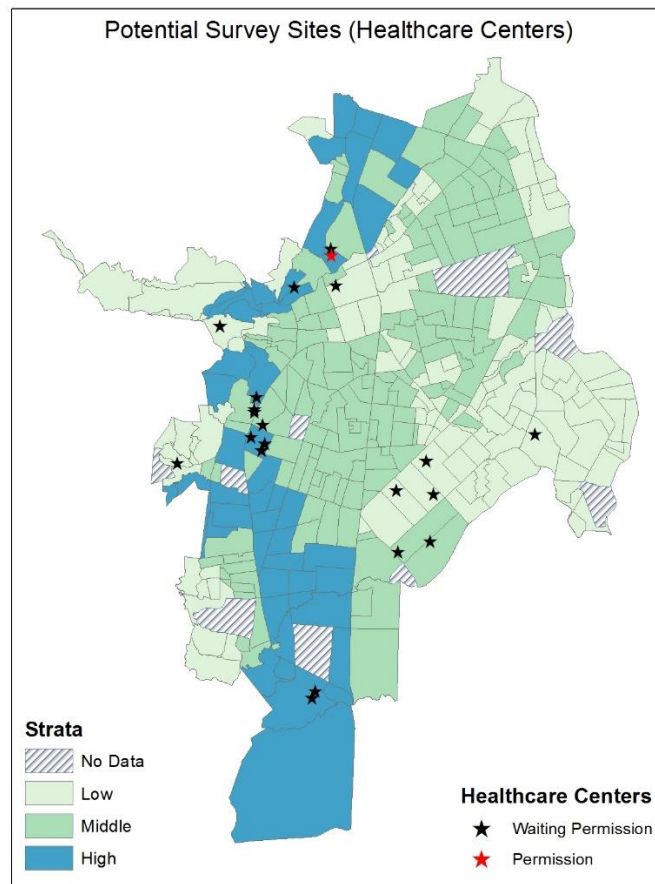 Potential Survey Sites (Healthcare Centers)
Strata
No Data
Low
Middle
High
Healthcare Centers
Waiting Permission
Permission